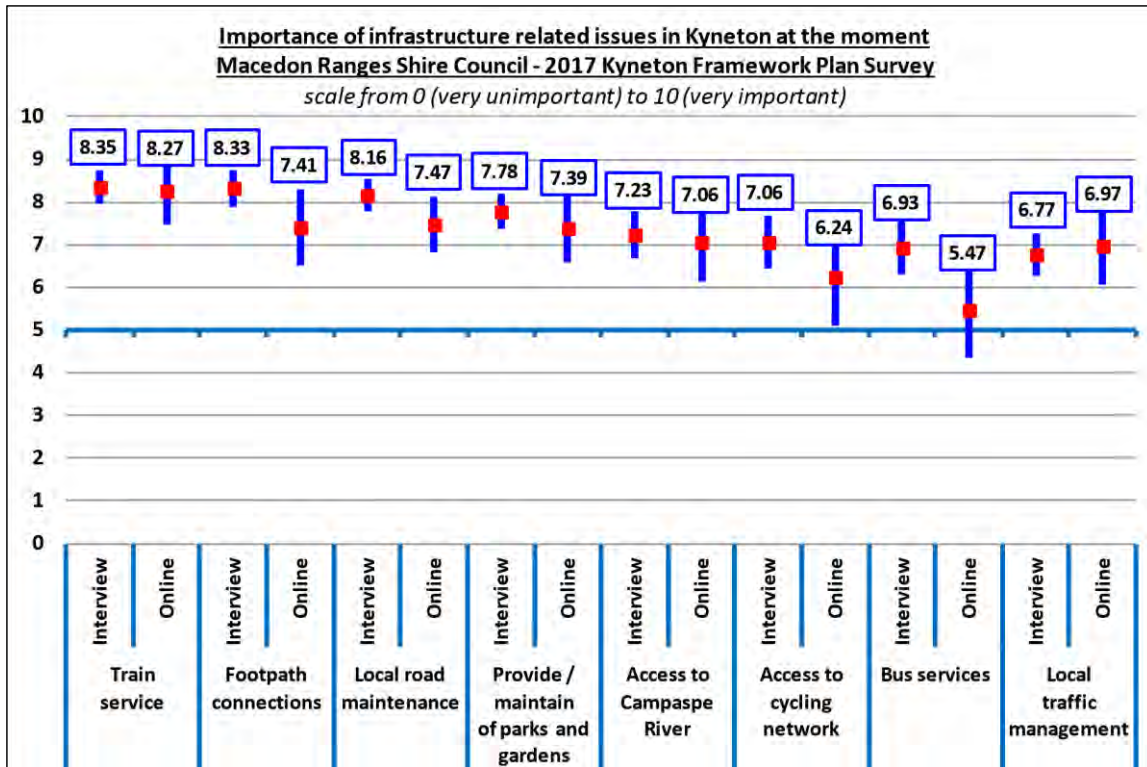 Importance of infrastructure related issues in Kyneton at the moment
Macedon Ranges Shire Council - 2017 Kyneton Framework Plan Survey
scale from 0 (very unimportant) to 10 (very important)
10
9
8
7
6
5
4
3
2
1
0
8.35
8.27
8.33
7.41
8.16
7.47
7.78
7.39
7.23
7.06
7.06
6.24
6.93
5.47
6.77
6.97
Interview
Online
Interview
Online
Interview
Online
Interview
Online
Interview
Online
Interview
Online
Interview
Online
Interview
Online
Train
service
Footpath
connections
Local road
maintenance
Provide /
maintain
of parks and
gardens
Access to
Campaspe
River
Access to
cycling
network
Bus services
Local
traffic
management